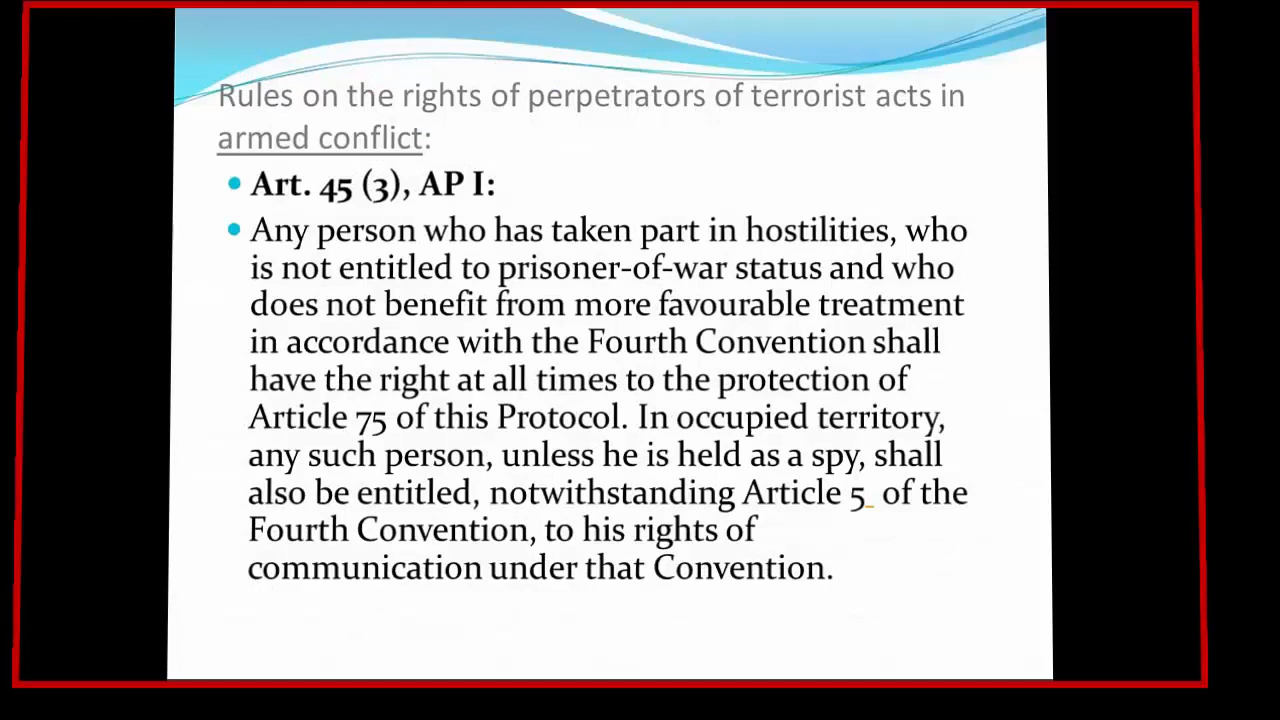 Rules on the rights of perpetrators of terrorist acts in
armed conflict:
• Art. 45 (3), AP I:
• Any person who has taken part in hostilities, who
is not entitled to prisoner-of-war status and who
does not benefit from more favourable treatment
in accordance with the Fourth Convention shall
have the right at all times to the protection of
Article 75 of this Protocol. In occupied territory,
any such person, unless he is held as a spy, shall
also be entitled, notwithstanding Article 5 of the
Fourth Convention, to his rights of
communication under that Convention.